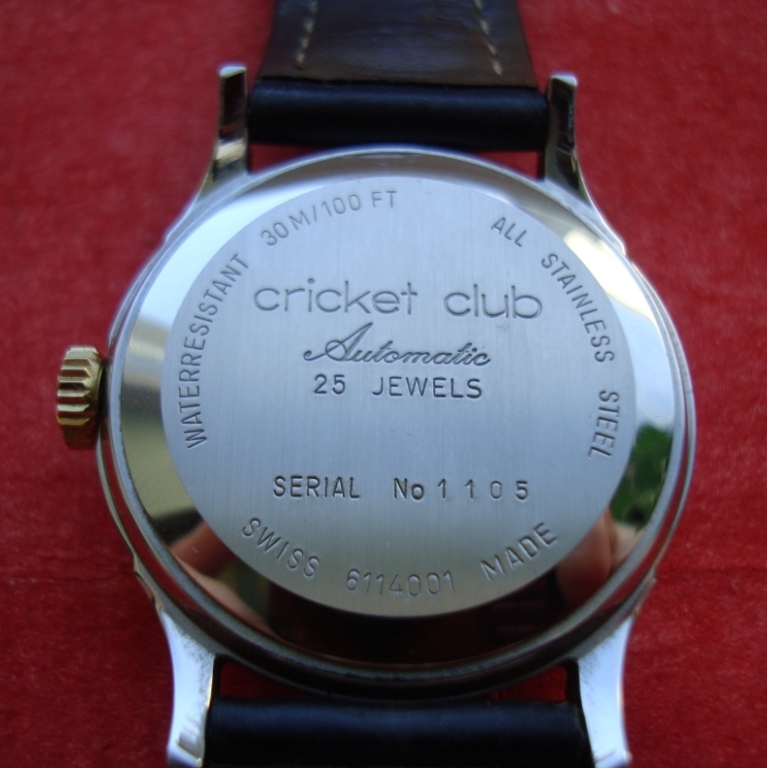 WATERRESISTANT 30M/100 FT
ALL STAINLESS STEEL
cricket club
Automatic
25 JEWELS
SERIAL No 1105
SWISS 6114001 MADE